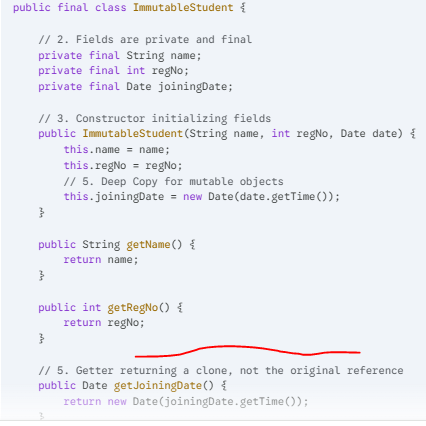 public final class ImmutableStudent {
// 2. Fields are private and final
private final String name;
private final int regNo;
private final Date joiningDate;
// 3. Constructor initializing fields
public ImmutableStudent(String name, int regNo, Date date) {
this.name = name;
this.regNo = regNo;
// 5. Deep Copy for mutable objects
this.joiningDate = new Date(date.getTime());
}
public String getName() {
return name;
}
public int getRegNo() {
return regNo;
}
// 5. Getter returning a clone, not the original reference
public Date getJoiningDate() {
return new Date(joiningDate.getTime());
}